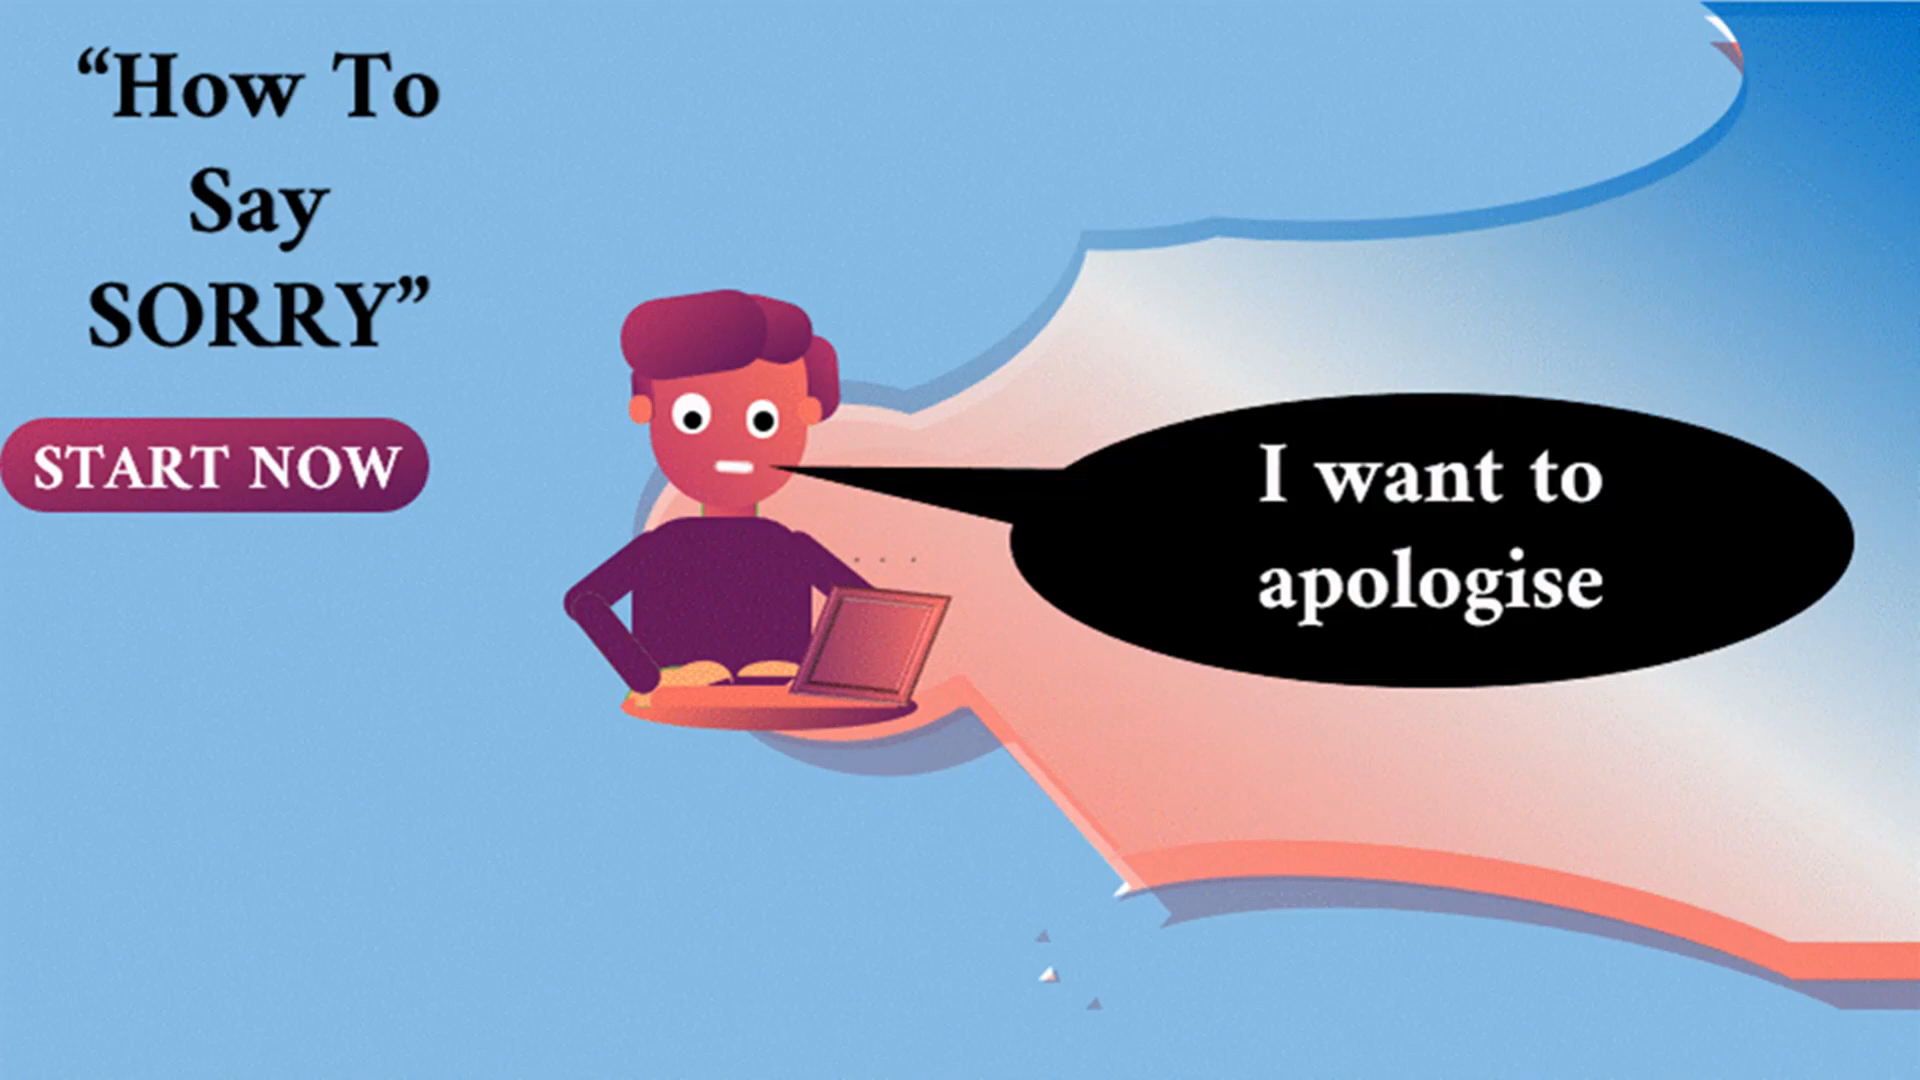 “How To
Say
SORRY”
START NOW
I want to
apologise